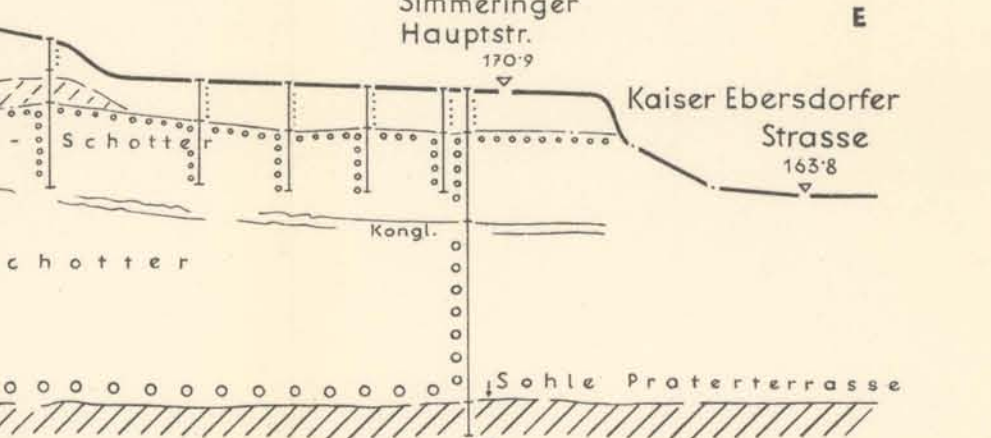 Simmeringer
Hauptstr.
170·9
E
Kaiser Ebersdorfer
Strasse
163·8
- Schotter
Kongl.
chotter
Sohle Praterterrasse